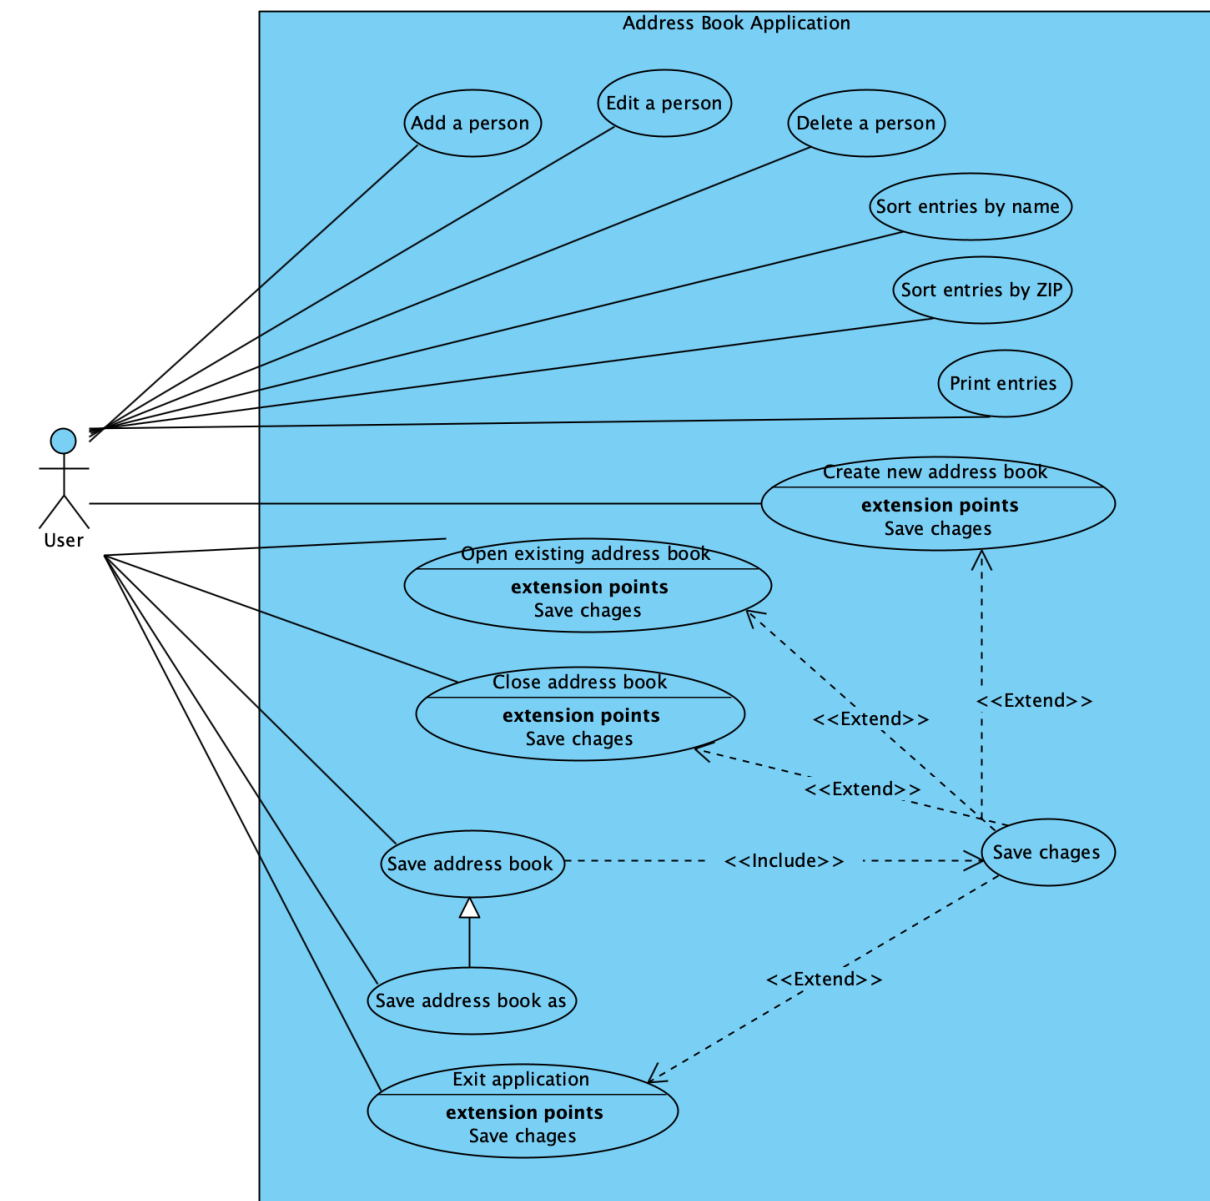 Address Book Application
Add a person
Edit a person
Delete a person
Sort entries by name
Sort entries by ZIP
Print entries
User
Create new address book
extension points
Save chages
Open existing address book
extension points
Save chages
Close address book
extension points
Save chages
<<Extend>>
<<Extend>>
<<Extend>>
Save address book
<<Include>>
Save chages
<<Extend>>
Save address book as
Exit application
extension points
Save chages